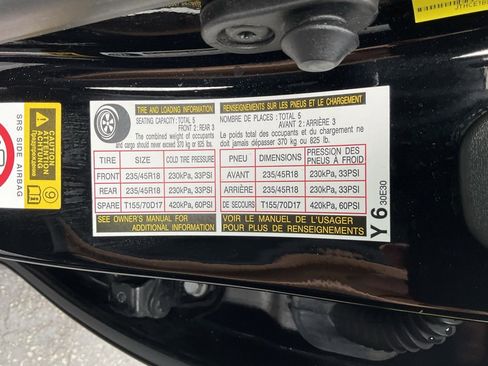 TIRE AND LOADING INFORMATION
SEATING CAPACITY: TOTAL 5
FRONT 2 : REAR 3
The combined weight of occupants
and cargo should never exceed 370 kg or 825 lb.
TIRE SIZE COLD TIRE PRESSURE
FRONT 235/45R18 230kPa, 33PSI
REAR 235/45R18 230kPa, 33PSI
SPARE T155/70D17 420kPa, 60PSI
SEE OWNER'S MANUAL FOR
ADDITIONAL INFORMATION
RENSEIGNEMENTS SUR LES PNEUS ET LE CHARGEMENT
NOMBRE DE PLACES : TOTAL 5
AVANT 2 : ARRIÈRE 3
Le poids total des occupants et du chargement ne
doit jamais dépasser 370 kg ou 825 lb.
PNEU DIMENSIONS PRESSION DES
PNEUS À FROID
AVANT 235/45R18 230kPa, 33PSI
ARRIÈRE 235/45R18 230kPa, 33PSI
DE SECOURS T155/70D17 420kPa, 60PSI
VOIR LE MANUEL DE L'USAGER
POUR PLUS DE RENSEIGNEMENTS
Y 6
30E30
SRS SIDE AIRBAG
CAUTION